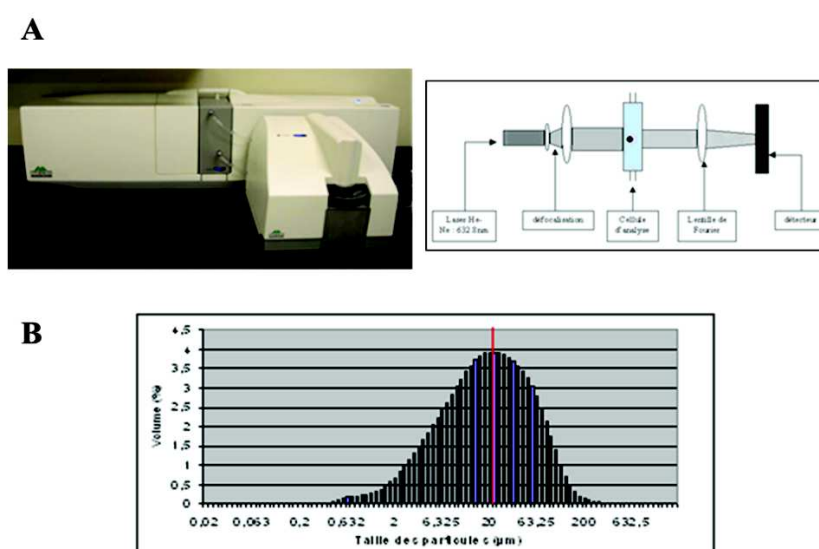 A
Laser He-
Ne : 632.8nm
défocalisation
Cellule
d'analyse
Lentille de
Fourier
détecteur
B
4,5
4
3,5
3
2,5
2
1,5
1
0,5
0
Volume (%)
0,02 0,063 0,2 0,632 2 6,325 20 63,25 200 632,5
Taille des particules (µm)